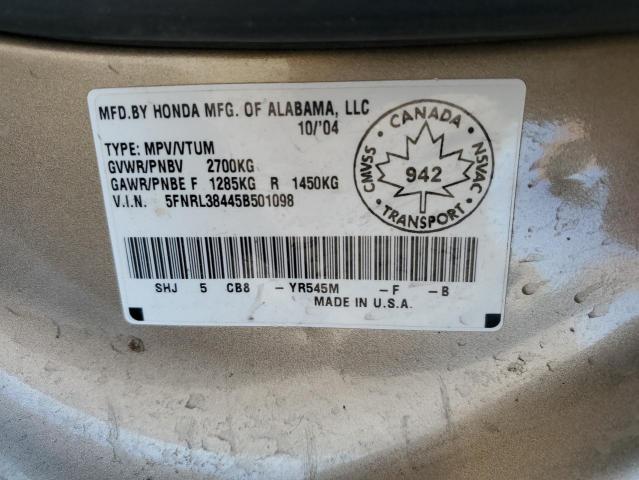 MFD.BY HONDA MFG. OF ALABAMA, LLC
10/'04
TYPE: MPV/VTUM
GVWR/PNBV 2700KG
GAWR/PNBE F 1285KG R 1450KG
V.I.N. 5FNRL38445B501098
CANADA
CMVSS 942 NSVAC
TRANSPORT
SHJ 5 CB8 -YR545M -F -B
MADE IN U.S.A.